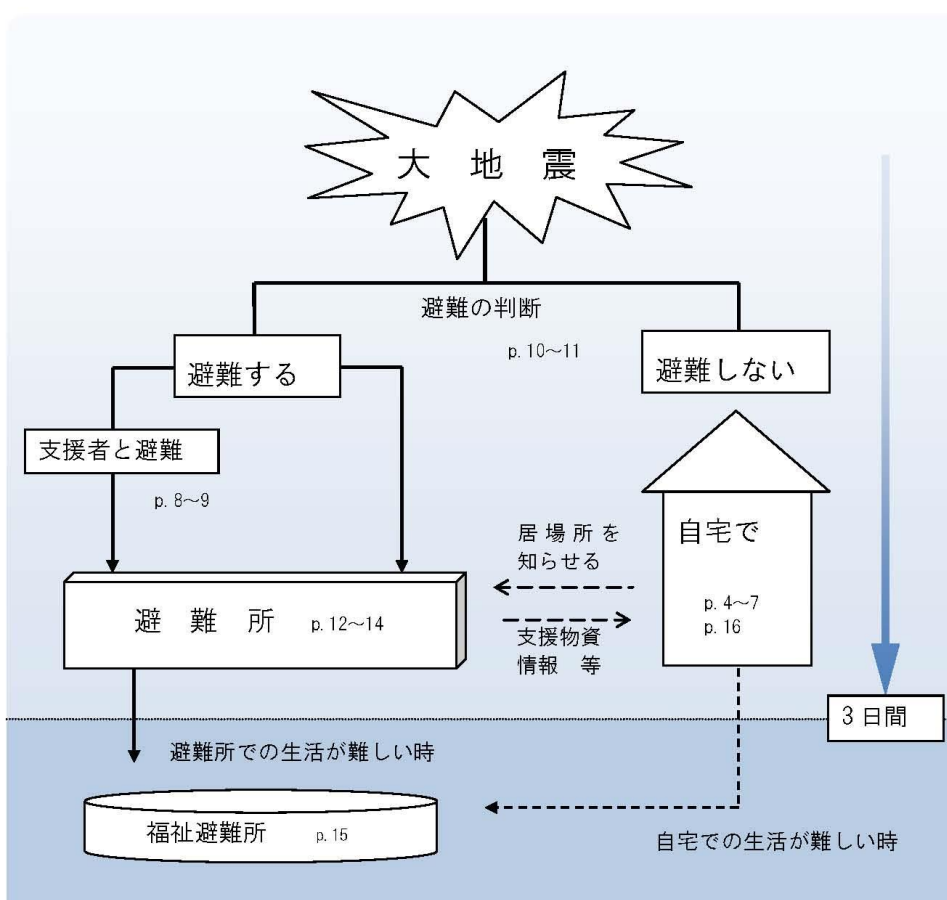 大 地 震
避難の判断
p. 10～11
避難する
避難しない
支援者と避難
p. 8～9
自宅で
p. 4～7
p. 16
居場所を
知らせる
避 難 所 p. 12～14
支援物資
情報 等
3日間
避難所での生活が難しい時
福祉避難所 p. 15
自宅での生活が難しい時